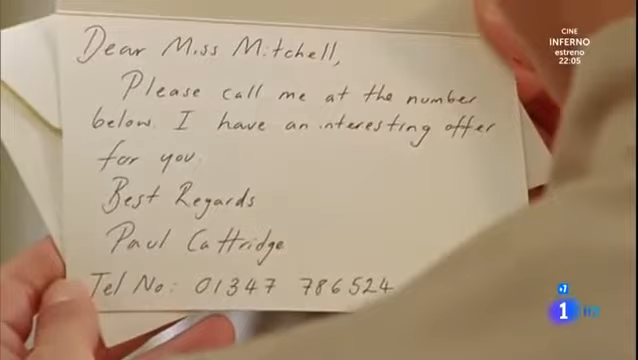 Dear Miss Mitchell,
Please call me at the number
below. I have an interesting offer
for you.
Best Regards
Paul Cattridge
Tel No: 01347 786524
CINE
INFERNO
estreno
22:05
+7
1 HD